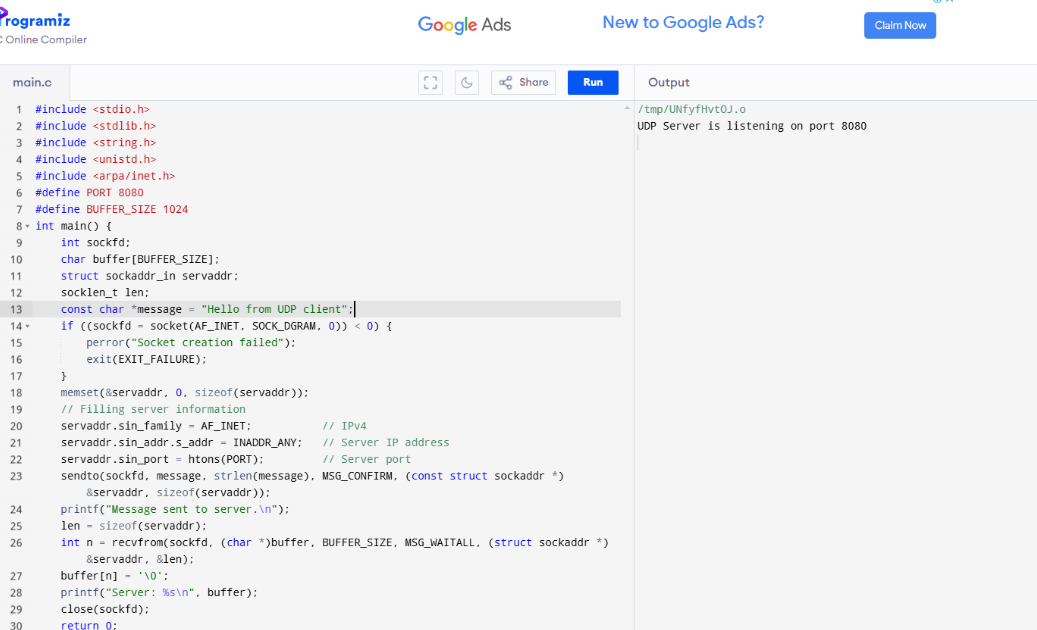 Programiz
C Online Compiler
Google Ads
New to Google Ads?
Claim Now
main.c
Share
Run
Output
1 #include <stdio.h>
2 #include <stdlib.h>
3 #include <string.h>
4 #include <unistd.h>
5 #include <arpa/inet.h>
6 #define PORT 8080
7 #define BUFFER_SIZE 1024
8 int main() {
9 int sockfd;
10 char buffer[BUFFER_SIZE];
11 struct sockaddr_in servaddr;
12 socklen_t len;
13 const char *message = "Hello from UDP client";
14 if ((sockfd = socket(AF_INET, SOCK_DGRAM, 0)) < 0) {
15 perror("Socket creation failed");
16 exit(EXIT_FAILURE);
17 }
18 memset(&servaddr, 0, sizeof(servaddr));
19 // Filling server information
20 servaddr.sin_family = AF_INET; // IPv4
21 servaddr.sin_addr.s_addr = INADDR_ANY; // Server IP address
22 servaddr.sin_port = htons(PORT); // Server port
23 sendto(sockfd, message, strlen(message), MSG_CONFIRM, (const struct sockaddr *)
&servaddr, sizeof(servaddr));
24 printf("Message sent to server.\n");
25 len = sizeof(servaddr);
26 int n = recvfrom(sockfd, (char *)buffer, BUFFER_SIZE, MSG_WAITALL, (struct sockaddr *)
&servaddr, &len);
27 buffer[n] = '\0';
28 printf("Server: %s\n", buffer);
29 close(sockfd);
30 return 0;
/tmp/UNfyfHvtOJ.o
UDP Server is listening on port 8080